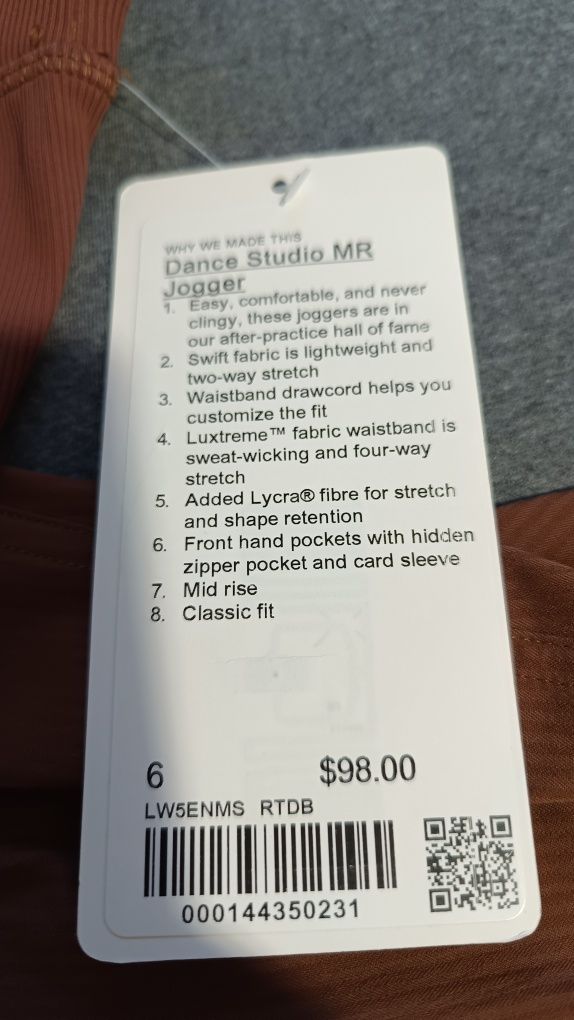 WHY WE MADE THIS
Dance Studio MR
Jogger
1. Easy, comfortable, and never
clingy, these joggers are in
our after-practice hall of fame
2. Swift fabric is lightweight and
two-way stretch
3. Waistband drawcord helps you
customize the fit
4. Luxtreme™ fabric waistband is
sweat-wicking and four-way
stretch
5. Added Lycra® fibre for stretch
and shape retention
6. Front hand pockets with hidden
zipper pocket and card sleeve
7. Mid rise
8. Classic fit
6 $98.00
LW5ENMS RTDB
000144350231